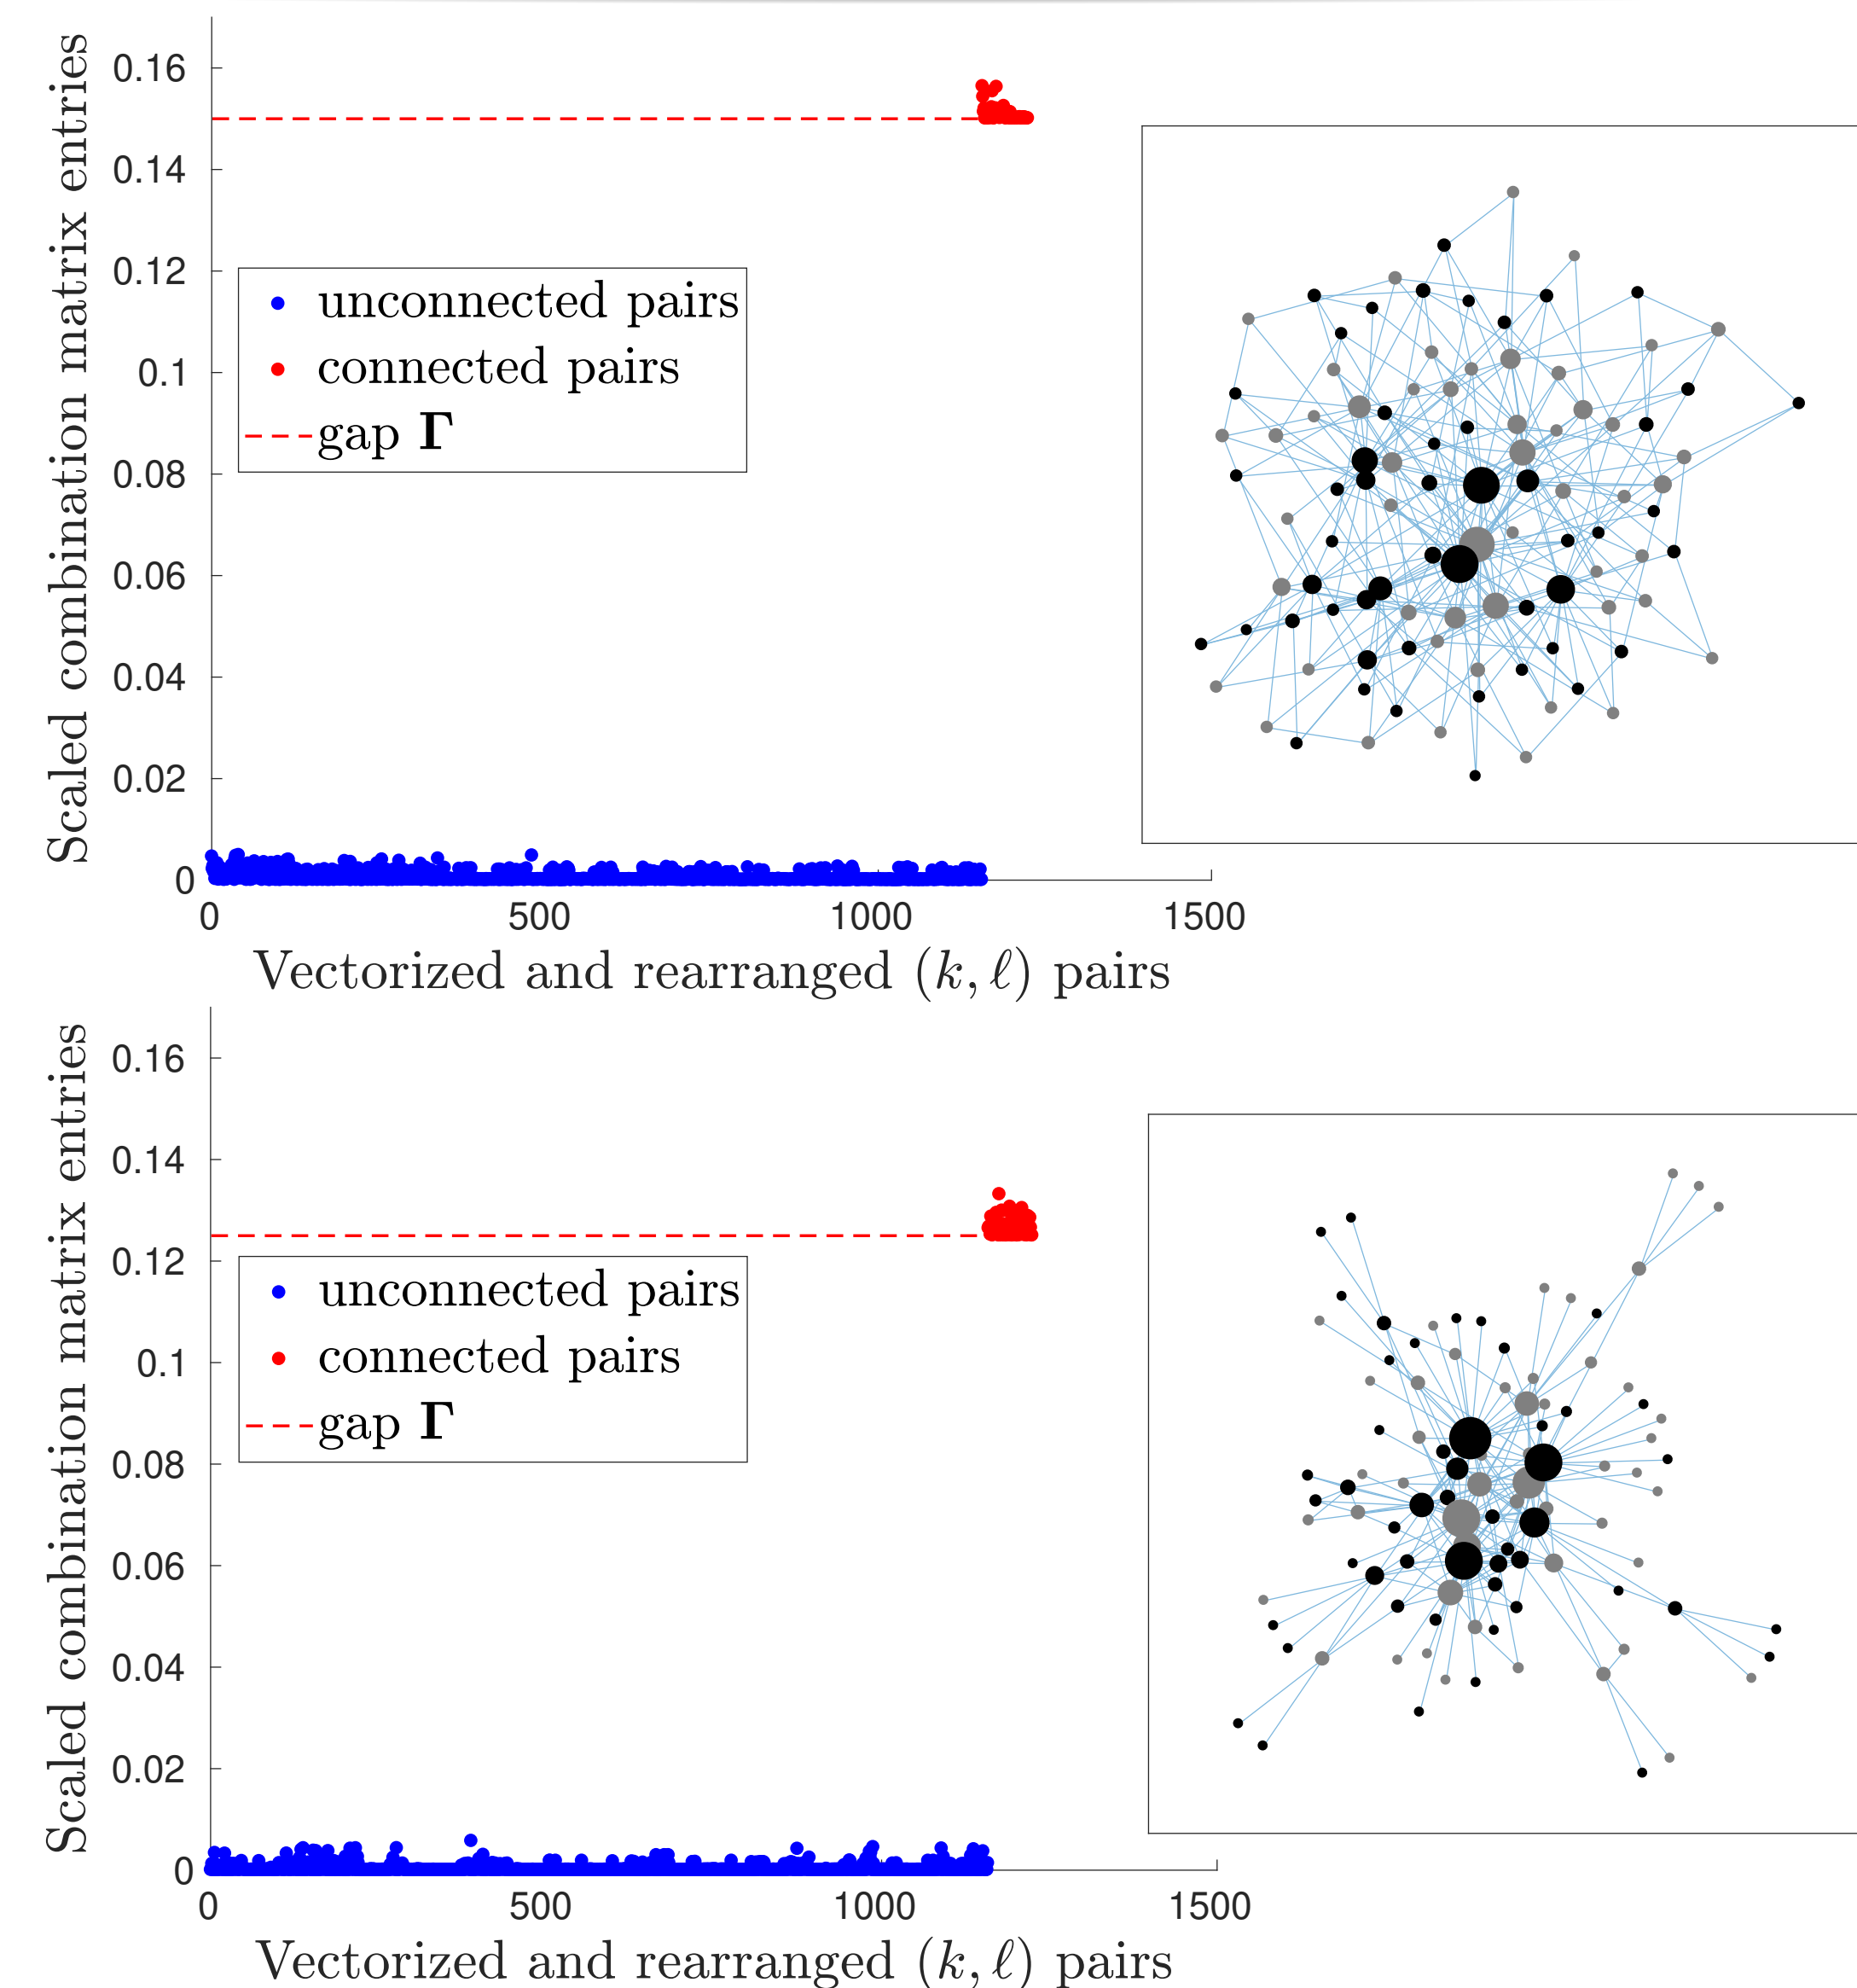 Scaled combination matrix entries
0.16
0.14
0.12
0.1
0.08
0.06
0.04
0.02
0
unconnected pairs
connected pairs
gap Γ
0 500 1000 1500
Vectorized and rearranged (k, ℓ) pairs
Scaled combination matrix entries
0.16
0.14
0.12
0.1
0.08
0.06
0.04
0.02
0
unconnected pairs
connected pairs
gap Γ
0 500 1000 1500
Vectorized and rearranged (k, ℓ) pairs